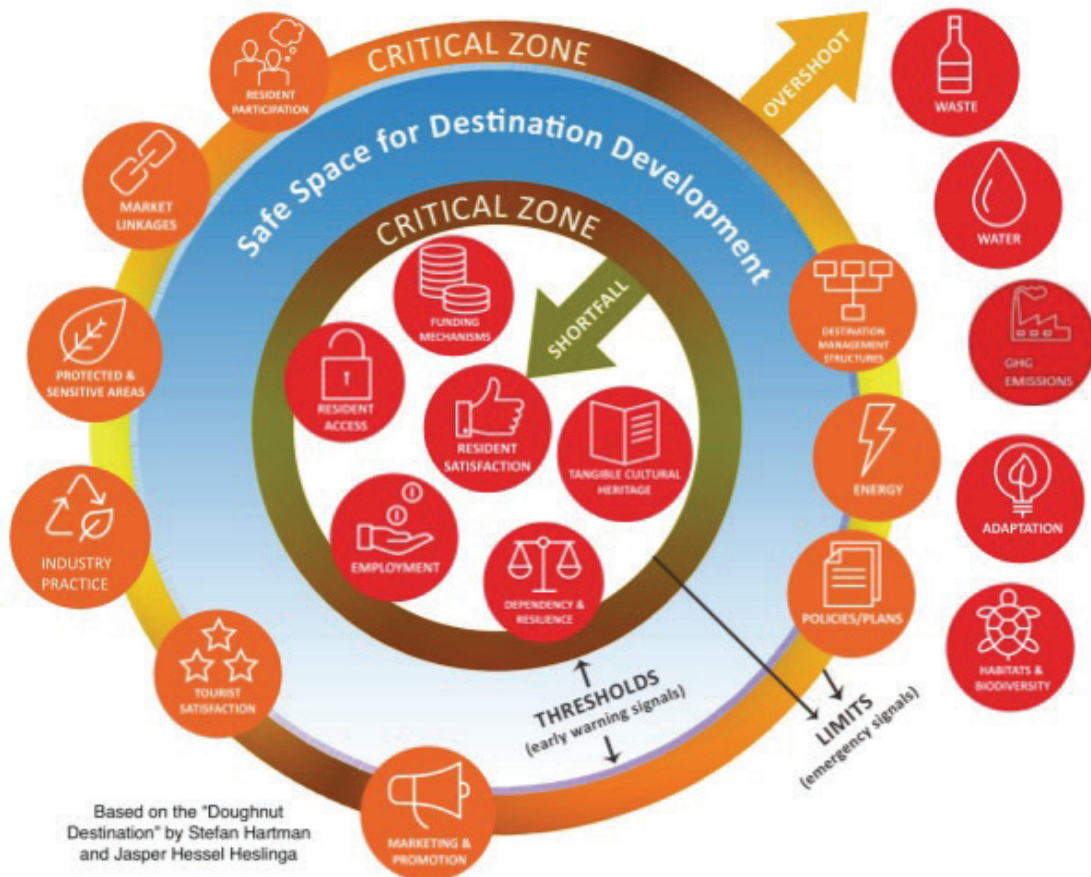 CRITICAL ZONE
Safe Space for Destination Development
CRITICAL ZONE
OVERSHOOT
SHORTFALL
RESIDENT
PARTICIPATION
MARKET
LINKAGES
PROTECTED &
SENSITIVE AREAS
INDUSTRY
PRACTICE
TOURIST
SATISFACTION
MARKETING &
PROMOTION
FUNDING
MECHANISMS
RESIDENT
ACCESS
RESIDENT
SATISFACTION
TANGIBLE CULTURAL
HERITAGE
EMPLOYMENT
DEPENDENCY &
RESILIENCE
DESTINATION
MANAGEMENT
STRUCTURES
ENERGY
POLICIES/PLANS
WASTE
WATER
GHG
EMISSIONS
ADAPTATION
HABITATS &
BIODIVERSITY
THRESHOLDS
(early warning signals)
LIMITS
(emergency signals)
Based on the "Doughnut
Destination" by Stefan Hartman
and Jasper Hessel Heslinga